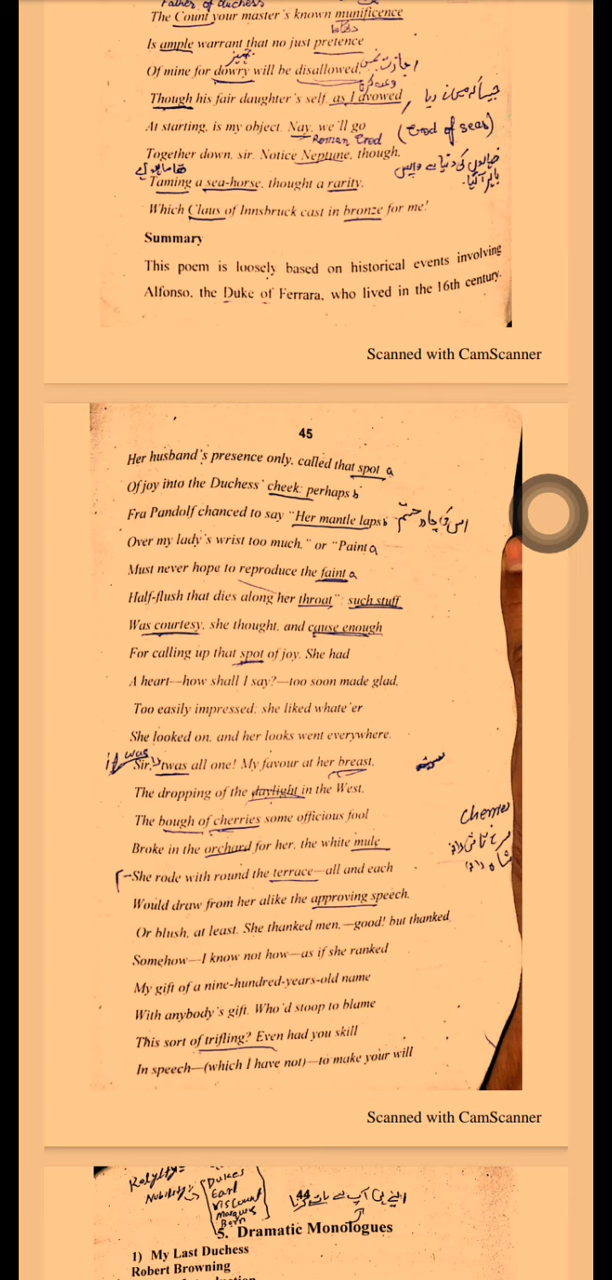 Father of duchess
The Count your master's known munificence
Is ample warrant that no just pretence
Of mine for dowry will be disallowed;
جہیز
اجازت نہیں
Though his fair daughter's self, as I avowed
At starting, is my object. Nay, we'll go
Roman God
(God of seas)
Together down, sir. Notice Neptune, though,
Taming a sea-horse, thought a rarity,
Which Claus of Innsbruck cast in bronze for me!
Summary
This poem is loosely based on historical events involving
Alfonso, the Duke of Ferrara, who lived in the 16th century.
Scanned with CamScanner
45
Her husband's presence only, called that spot a
Of joy into the Duchess' cheek: perhaps b
Fra Pandolf chanced to say "Her mantle laps b
Over my lady's wrist too much," or "Paint a
Must never hope to reproduce the faint a
Half-flush that dies along her throat": such stuff
Was courtesy, she thought, and cause enough
For calling up that spot of joy. She had
A heart—how shall I say?—too soon made glad,
Too easily impressed; she liked whate'er
She looked on, and her looks went everywhere.
it was
Sir, 'twas all one! My favour at her breast,
سینہ
The dropping of the daylight in the West,
The bough of cherries some officious fool
Broke in the orchard for her, the white mule
She rode with round the terrace—all and each
Would draw from her alike the approving speech,
Or blush, at least. She thanked men,—good! but thanked
Somehow—I know not how—as if she ranked
My gift of a nine-hundred-years-old name
With anybody's gift. Who'd stoop to blame
This sort of trifling? Even had you skill
In speech—(which I have not)—to make your will
Scanned with CamScanner
Nobility
Dukes
Earl
Viscount
Marques
44
5. Dramatic Monologues
1) My Last Duchess
Robert Browning